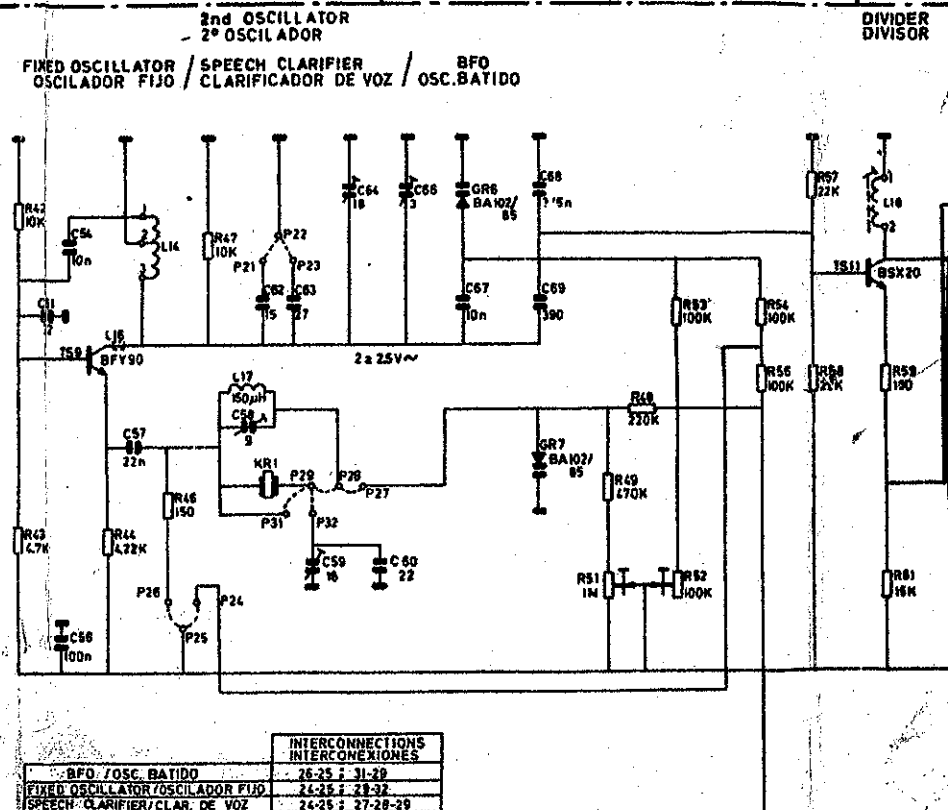 2nd OSCILLATOR
2º OSCILADOR
DIVIDER
DIVISOR
FIXED OSCILLATOR / SPEECH CLARIFIER / BFO
OSCILADOR FIJO / CLARIFICADOR DE VOZ / OSC.BATIDO
R42
10K
C54
10n
1
2
3
L14
R47
10K
P22
P21
P23
C62
15
C63
27
C64
18
C66
3
GR6
BA102/
85
C68
C67
10n
C69
390
R53
100K
R54
100K
R57
22K
1
L18
2
TS11
BSX20
L16
TS9
BFY90
2 a 2.5V~
R56
100K
R58
R59
L17
150µH
C58
9
C57
22n
KR1
P29
P28
P27
P31
P32
R48
220K
GR7
BA102/
85
R49
470K
R46
150
R43
4.7K
R44
4.22K
C59
C60
22
R51
1M
R52
100K
R61
P26
P24
P25
C56
100n
INTERCONNECTIONS
INTERCONEXIONES
BFO / OSC. BATIDO 26-25 ; 31-29
FIXED OSCILLATOR / OSCILADOR FIJO 24-25 ; 29-32
SPEECH CLARIFIER / CLAR. DE VOZ 24-25 ; 27-28-29